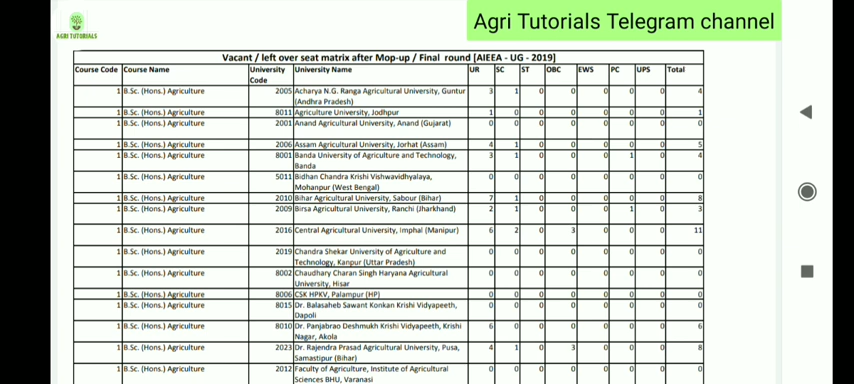 AGRI TUTORIALS
Agri Tutorials Telegram channel
Vacant / left over seat matrix after Mop-up / Final round [AIEEA - UG - 2019]
Course Code Course Name University Code University Name UR SC ST OBC EWS PC UPS Total
1 B.Sc. (Hons.) Agriculture 2005 Acharya N.G. Ranga Agricultural University, Guntur 3 1 0 0 0 0 0 4
(Andhra Pradesh)
1 B.Sc. (Hons.) Agriculture 8011 Agriculture University, Jodhpur 1 0 0 0 0 0 0 1
1 B.Sc. (Hons.) Agriculture 2001 Anand Agricultural University, Anand (Gujarat) 0 0 0 0 0 0 0 0
1 B.Sc. (Hons.) Agriculture 2006 Assam Agricultural University, Jorhat (Assam) 4 1 0 0 0 0 0 5
1 B.Sc. (Hons.) Agriculture 8001 Banda University of Agriculture and Technology, 3 1 0 0 0 1 0 4
Banda
1 B.Sc. (Hons.) Agriculture 5011 Bidhan Chandra Krishi Vishwavidhyalaya, 0 0 0 0 0 0 0 0
Mohanpur (West Bengal)
1 B.Sc. (Hons.) Agriculture 2010 Bihar Agricultural University, Sabour (Bihar) 7 1 0 0 0 0 0 8
1 B.Sc. (Hons.) Agriculture 2009 Birsa Agricultural University, Ranchi (Jharkhand) 2 1 0 0 0 1 0 3
1 B.Sc. (Hons.) Agriculture 2016 Central Agricultural University, Imphal (Manipur) 6 2 0 3 0 0 0 11
1 B.Sc. (Hons.) Agriculture 2019 Chandra Shekar University of Agriculture and 0 0 0 0 0 0 0 0
Technology, Kanpur (Uttar Pradesh)
1 B.Sc. (Hons.) Agriculture 8002 Chaudhary Charan Singh Haryana Agricultural 0 0 0 0 0 0 0 0
University, Hisar
1 B.Sc. (Hons.) Agriculture 8006 CSK HPKV, Palampur (HP) 0 0 0 0 0 0 0 0
1 B.Sc. (Hons.) Agriculture 8015 Dr. Balasaheb Sawant Konkan Krishi Vidyapeeth, 0 0 0 0 0 0 0 0
Dapoli
1 B.Sc. (Hons.) Agriculture 8010 Dr. Panjabrao Deshmukh Krishi Vidyapeeth, Krishi 6 0 0 0 0 0 0 6
Nagar, Akola
1 B.Sc. (Hons.) Agriculture 2023 Dr. Rajendra Prasad Agricultural University, Pusa, 4 1 0 3 0 0 0 8
Samastipur (Bihar)
1 B.Sc. (Hons.) Agriculture 2012 Faculty of Agriculture, Institute of Agricultural 0 0 0 0 0 0 0 0
Sciences BHU, Varanasi